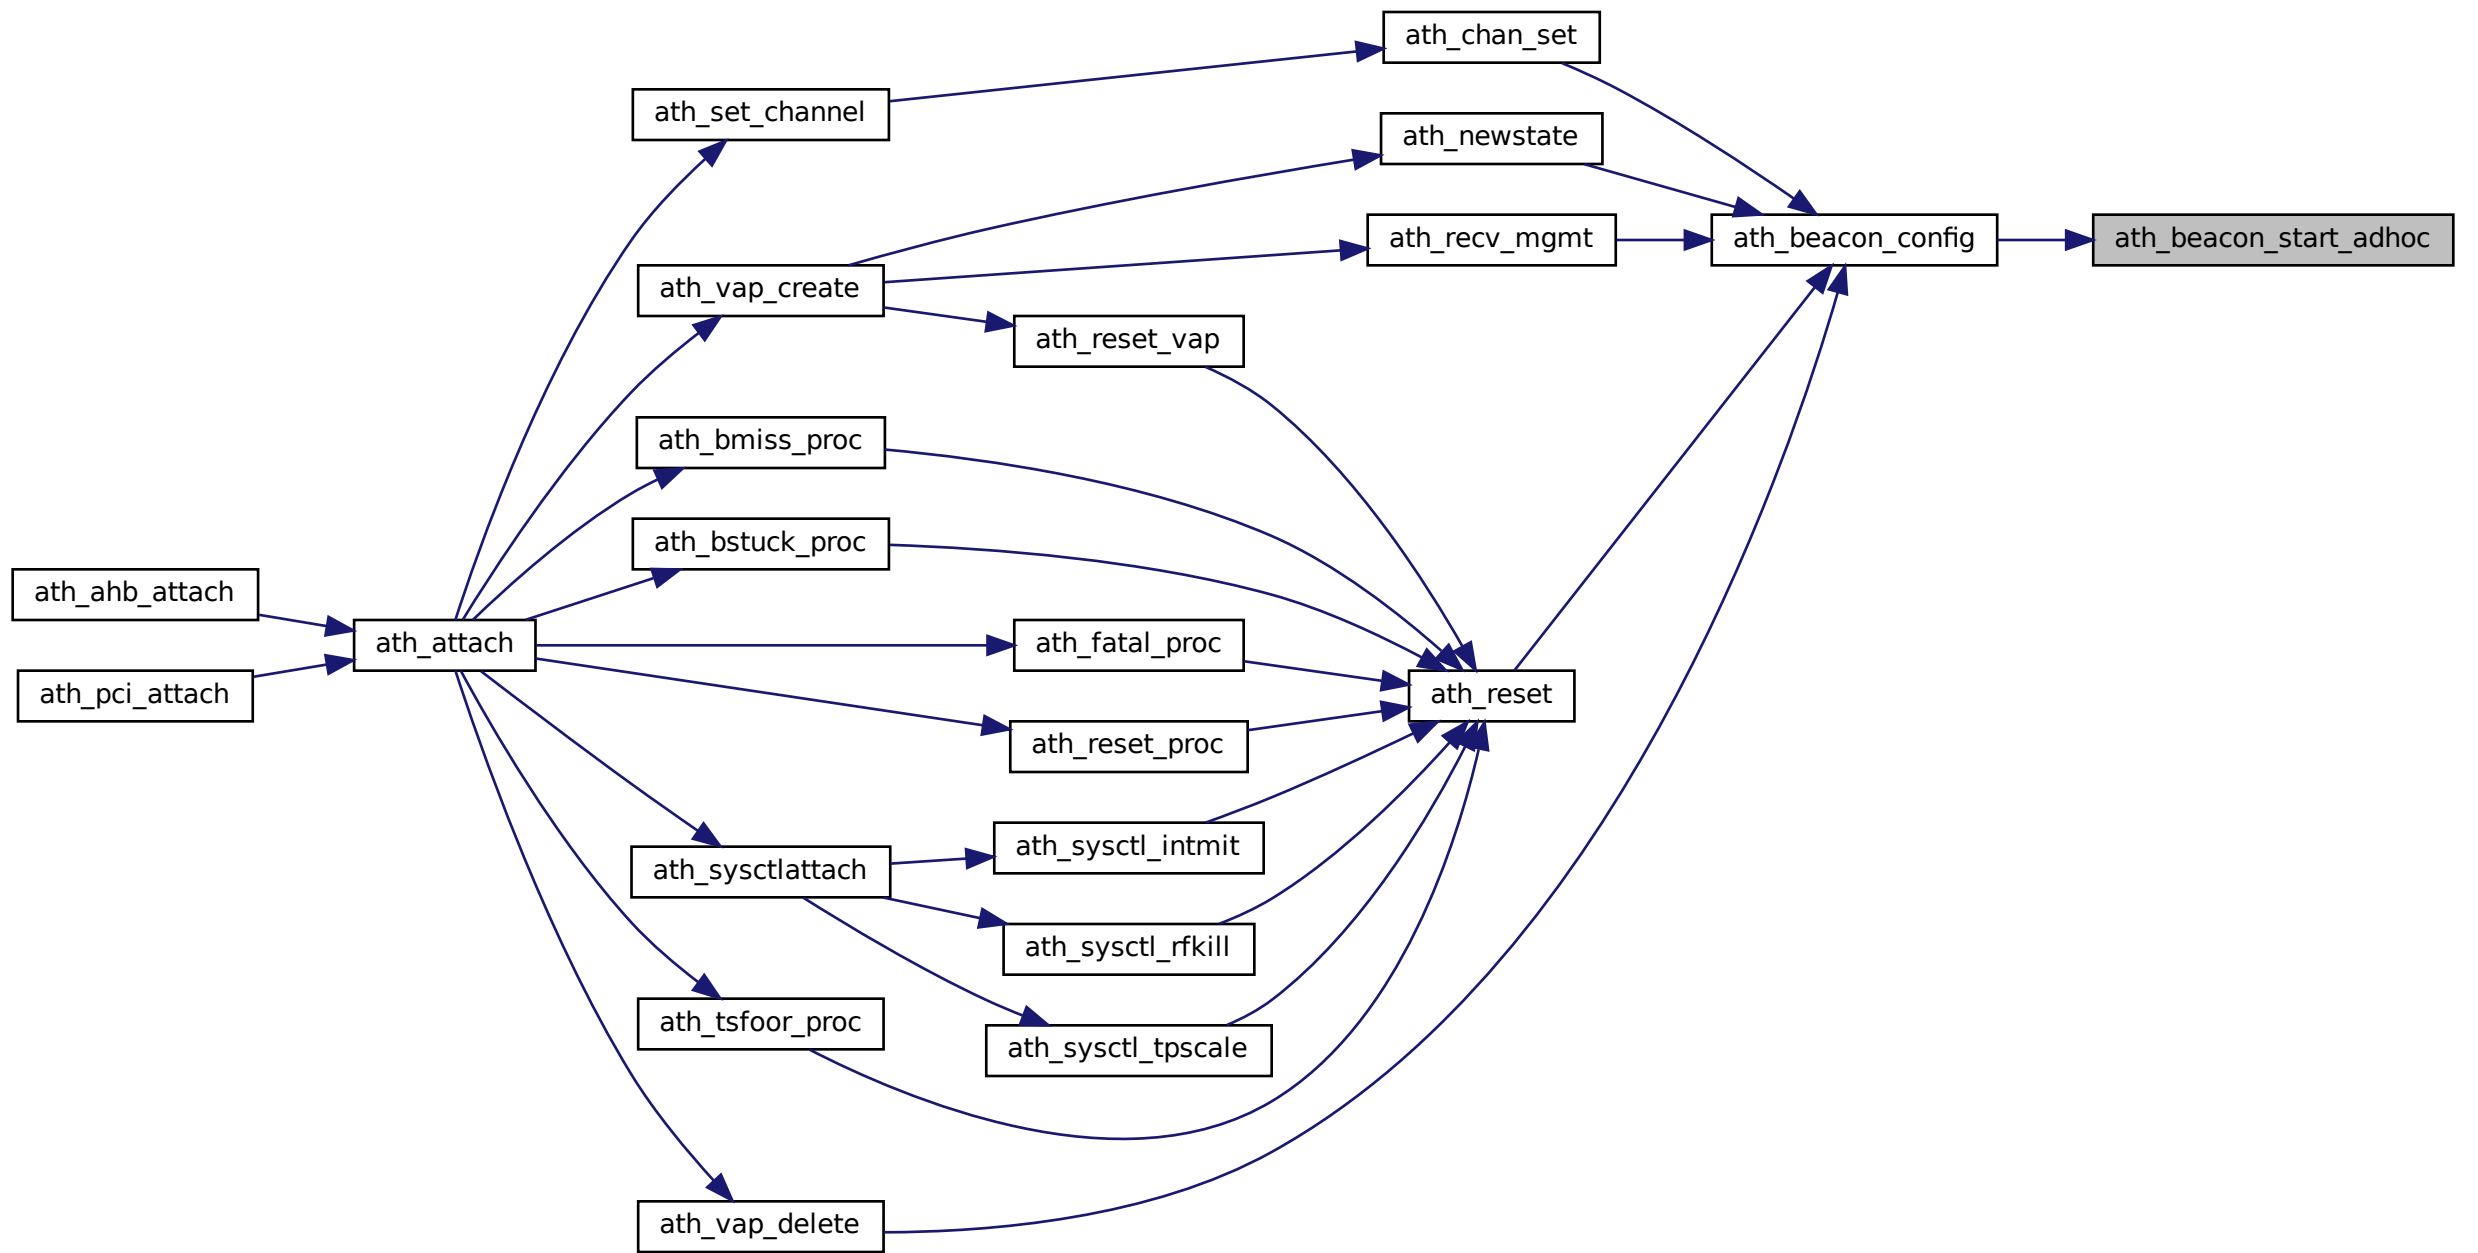 ath_chan_set
ath_set_channel
ath_newstate
ath_recv_mgmt
ath_beacon_config
ath_beacon_start_adhoc
ath_vap_create
ath_reset_vap
ath_bmiss_proc
ath_bstuck_proc
ath_ahb_attach
ath_attach
ath_fatal_proc
ath_pci_attach
ath_reset
ath_reset_proc
ath_sysctl_intmit
ath_sysctlattach
ath_sysctl_rfkill
ath_tsfoor_proc
ath_sysctl_tpscale
ath_vap_delete